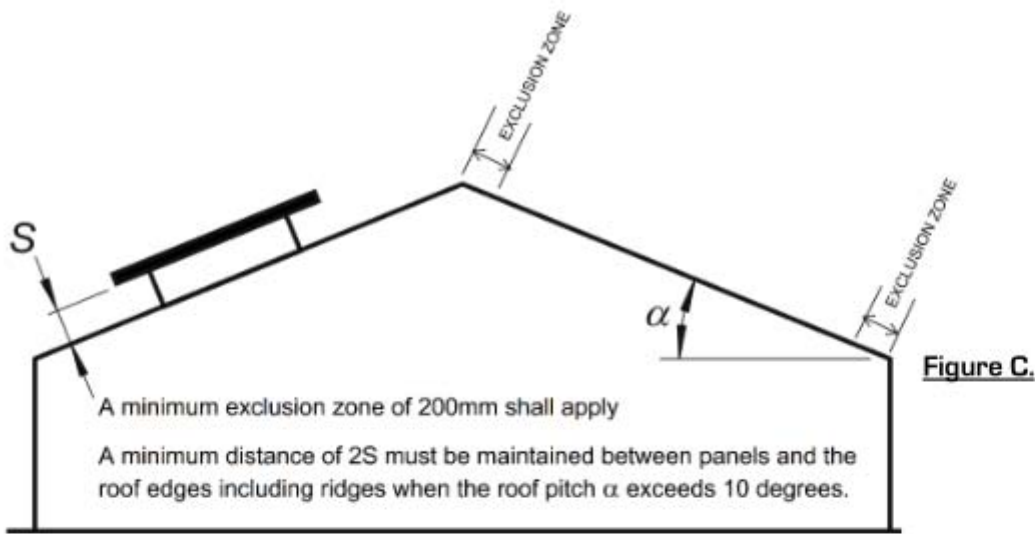 EXCLUSION ZONE
EXCLUSION ZONE
S
α
Figure C.
A minimum exclusion zone of 200mm shall apply
A minimum distance of 2S must be maintained between panels and the
roof edges including ridges when the roof pitch α exceeds 10 degrees.